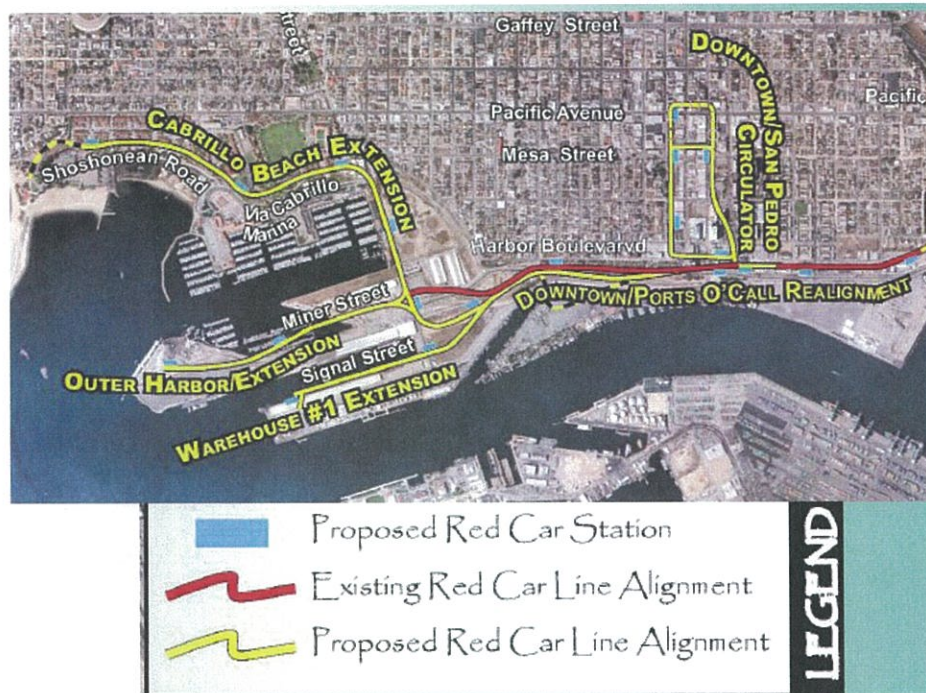 Gaffey Street
Street
DOWNTOWN/SAN PEDRO
CIRCULATOR
Pacific Avenue
Pacific
CABRILLO BEACH EXTENSION
Mesa Street
Shoshonean Road
Via Cabrillo
Marina
Harbor Boulevarvd
DOWNTOWN/PORTS O'CALL REALIGNMENT
Miner Street
OUTER HARBOR/EXTENSION
Signal Street
WAREHOUSE #1 EXTENSION
Proposed Red Car Station
Existing Red Car Line Alignment
Proposed Red Car Line Alignment
LEGEND